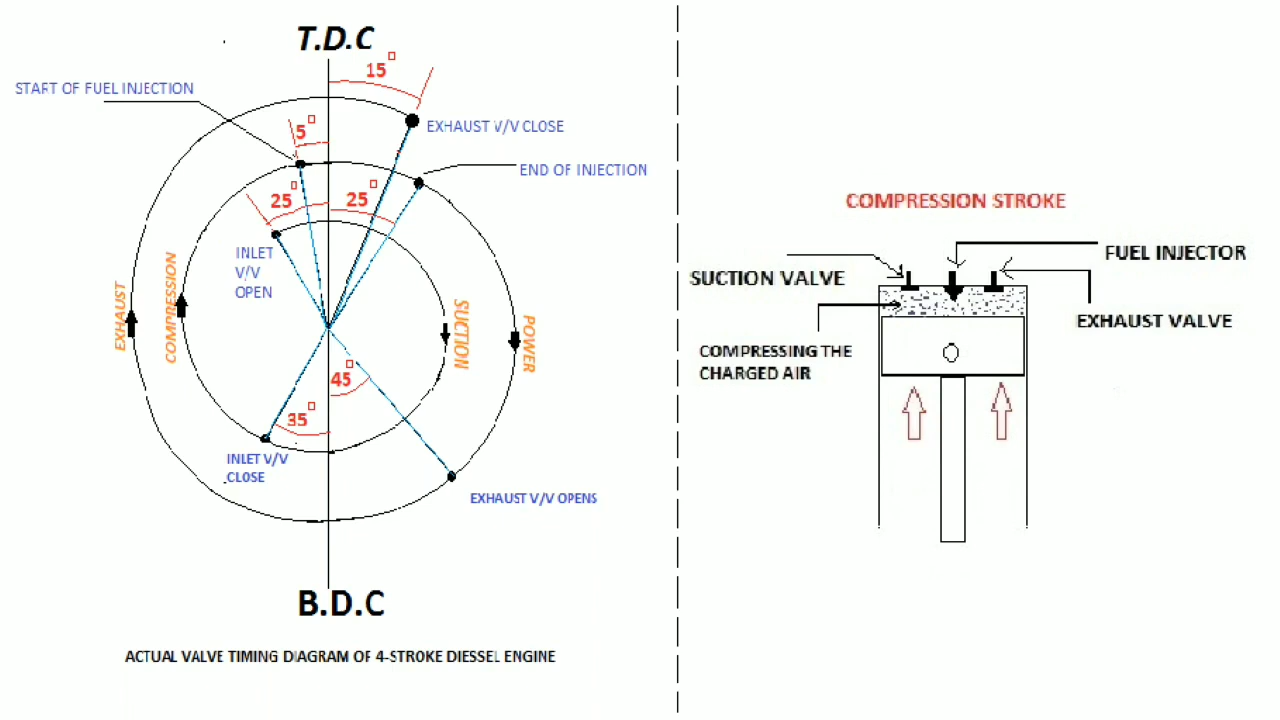 T.D.C
15°
START OF FUEL INJECTION
5°
EXHAUST V/V CLOSE
END OF INJECTION
25°
25°
INLET
V/V
OPEN
EXHAUST
COMPRESSION
SUCTION
POWER
45°
35°
INLET V/V
CLOSE
EXHAUST V/V OPENS
B.D.C
ACTUAL VALVE TIMING DIAGRAM OF 4-STROKE DIESSEL ENGINE
COMPRESSION STROKE
FUEL INJECTOR
SUCTION VALVE
EXHAUST VALVE
COMPRESSING THE
CHARGED AIR